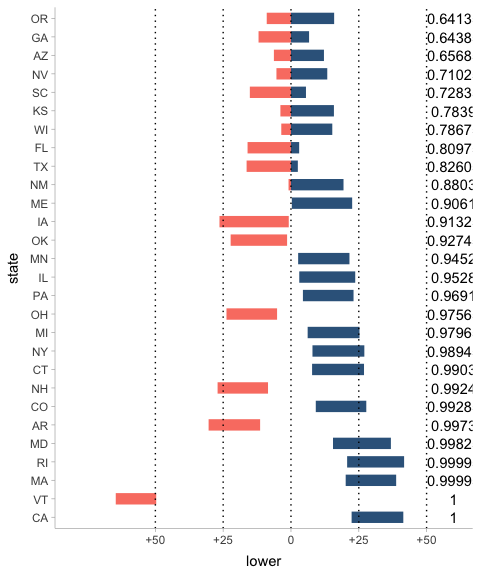 OR 0.6413
GA 0.6438
AZ 0.6568
NV 0.7102
SC 0.7283
KS 0.7839
WI 0.7867
FL 0.8097
TX 0.8260
NM 0.8803
ME 0.9061
IA 0.9132
OK 0.9274
MN 0.9452
IL 0.9528
PA 0.9691
OH 0.9756
MI 0.9796
NY 0.9894
CT 0.9903
NH 0.9924
CO 0.9928
AR 0.9973
MD 0.9982
RI 0.9999
MA 0.9999
VT 1
CA 1
state
+50 +25 0 +25 +50
lower